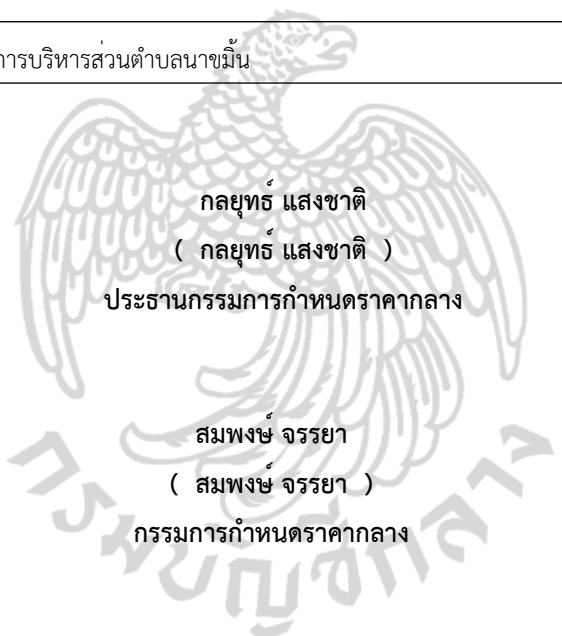 การบริหารส่วนตำบลนาขมิ้น
กลยุทธ์ แสงชาติ
( กลยุทธ์ แสงชาติ )
ประธานกรรมการกำหนดราคากลาง
สมพงษ์ จรรยา
( สมพงษ์ จรรยา )
กรรมการกำหนดราคากลาง
กรมบัญชีกลาง